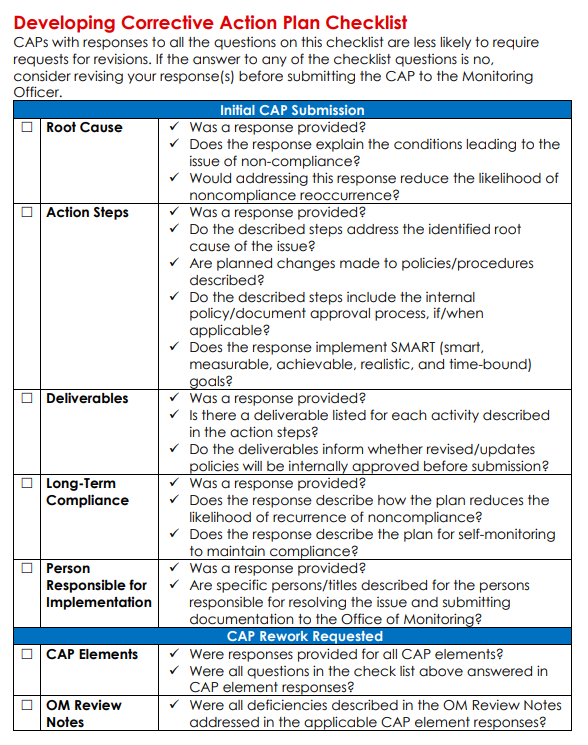 Developing Corrective Action Plan Checklist
CAPs with responses to all the questions on this checklist are less likely to require
requests for revisions. If the answer to any of the checklist questions is no,
consider revising your response(s) before submitting the CAP to the Monitoring
Officer.
Initial CAP Submission
☐ Root Cause
✓ Was a response provided?
✓ Does the response explain the conditions leading to the
issue of non-compliance?
✓ Would addressing this response reduce the likelihood of
noncompliance reoccurrence?
☐ Action Steps
✓ Was a response provided?
✓ Do the described steps address the identified root
cause of the issue?
✓ Are planned changes made to policies/procedures
described?
✓ Do the described steps include the internal
policy/document approval process, if/when
applicable?
✓ Does the response implement SMART (smart,
measurable, achievable, realistic, and time-bound)
goals?
☐ Deliverables
✓ Was a response provided?
✓ Is there a deliverable listed for each activity described
in the action steps?
✓ Do the deliverables inform whether revised/updates
policies will be internally approved before submission?
☐ Long-Term
Compliance
✓ Was a response provided?
✓ Does the response describe how the plan reduces the
likelihood of recurrence of noncompliance?
✓ Does the response describe the plan for self-monitoring
to maintain compliance?
☐ Person
Responsible for
Implementation
✓ Was a response provided?
✓ Are specific persons/titles described for the persons
responsible for resolving the issue and submitting
documentation to the Office of Monitoring?
CAP Rework Requested
☐ CAP Elements
✓ Were responses provided for all CAP elements?
✓ Were all questions in the check list above answered in
CAP element responses?
☐ OM Review
Notes
✓ Were all deficiencies described in the OM Review Notes
addressed in the applicable CAP element responses?